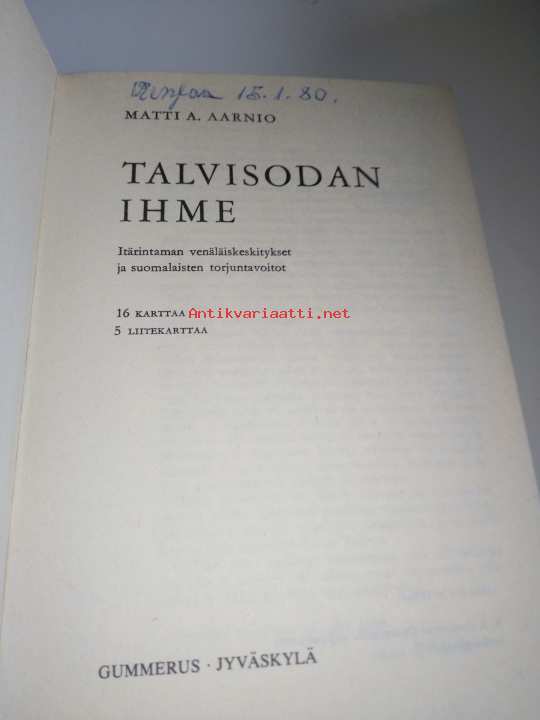 15.1.80.
MATTI A. AARNIO
TALVISODAN
IHME
Itärintaman venäläiskeskitykset
ja suomalaisten torjuntavoitot
16 KARTTAA
Antikvariaatti.net
5 LIITEKARTTAA
GUMMERUS · JYVÄSKYLÄ